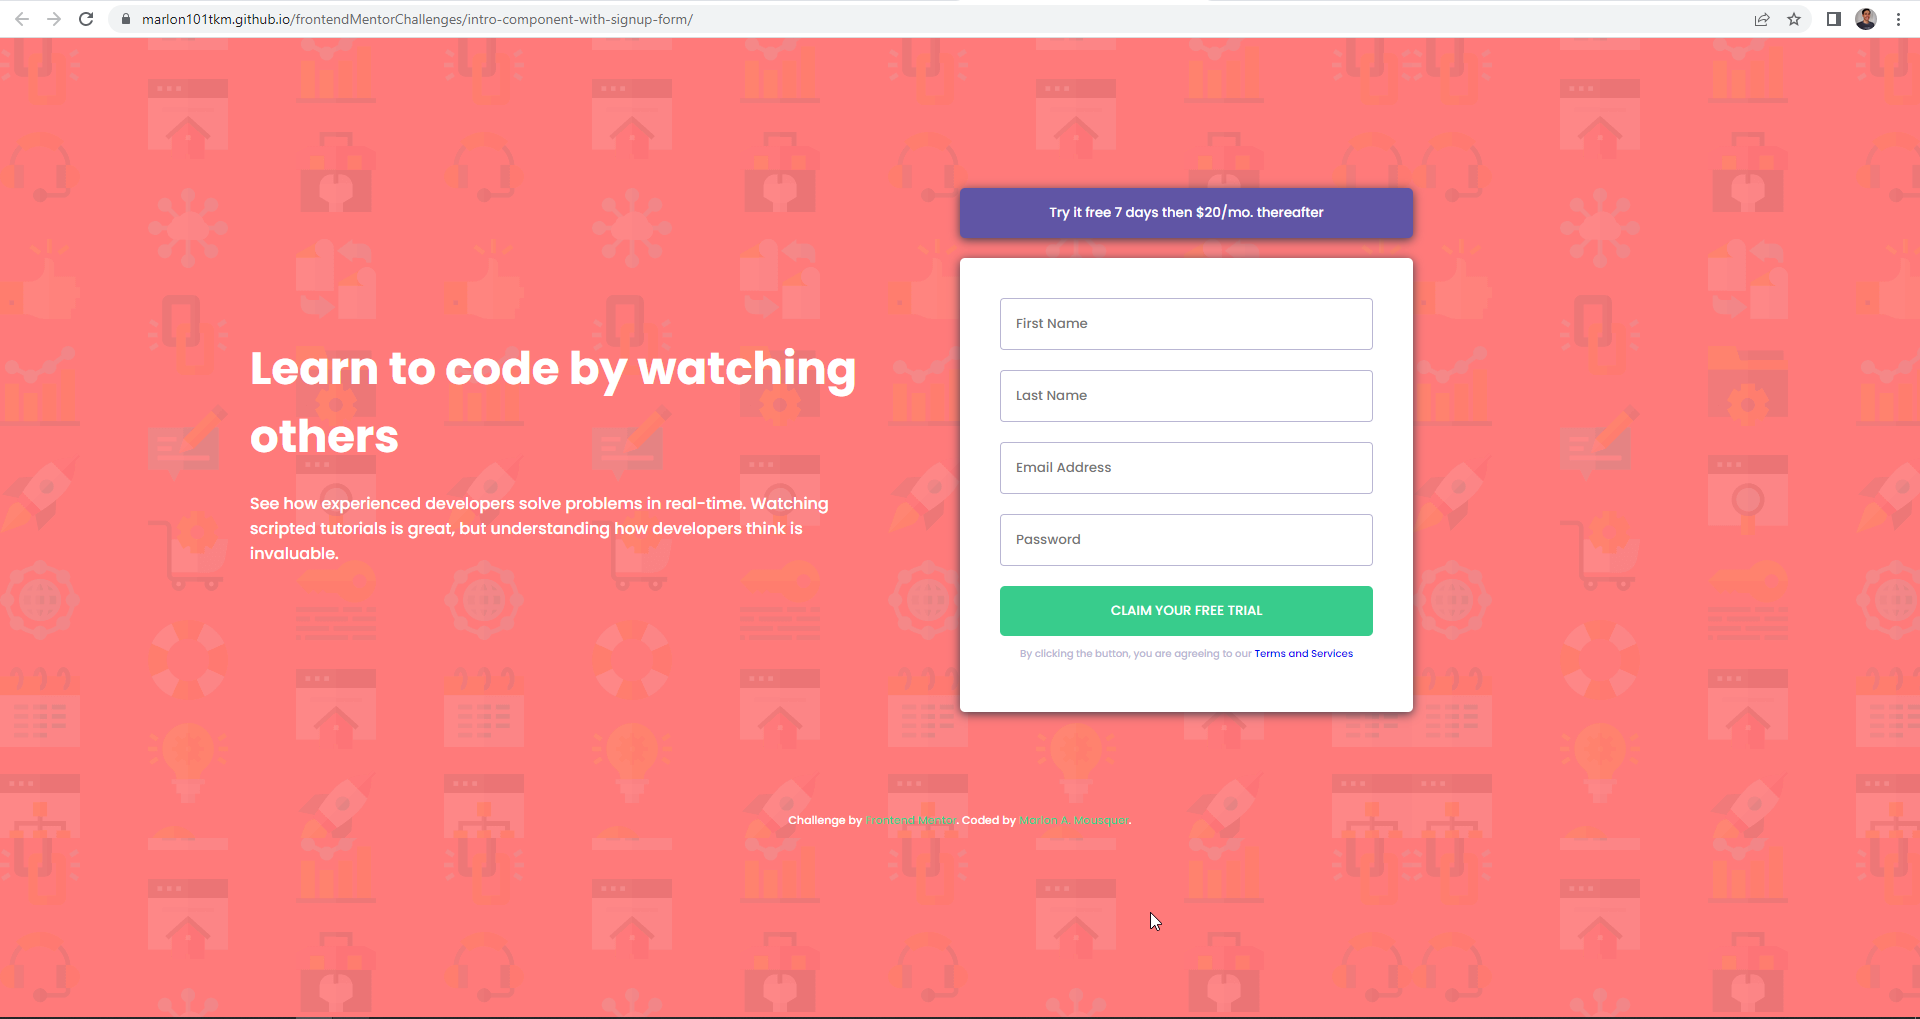 marlon101tkm.github.io/frontendMentorChallenges/intro-component-with-signup-form/
Learn to code by watching
others
See how experienced developers solve problems in real-time. Watching
scripted tutorials is great, but understanding how developers think is
invaluable.
Try it free 7 days then $20/mo. thereafter
First Name
Last Name
Email Address
Password
CLAIM YOUR FREE TRIAL
By clicking the button, you are agreeing to our Terms and Services
Challenge by Frontend Mentor. Coded by Marlon A.